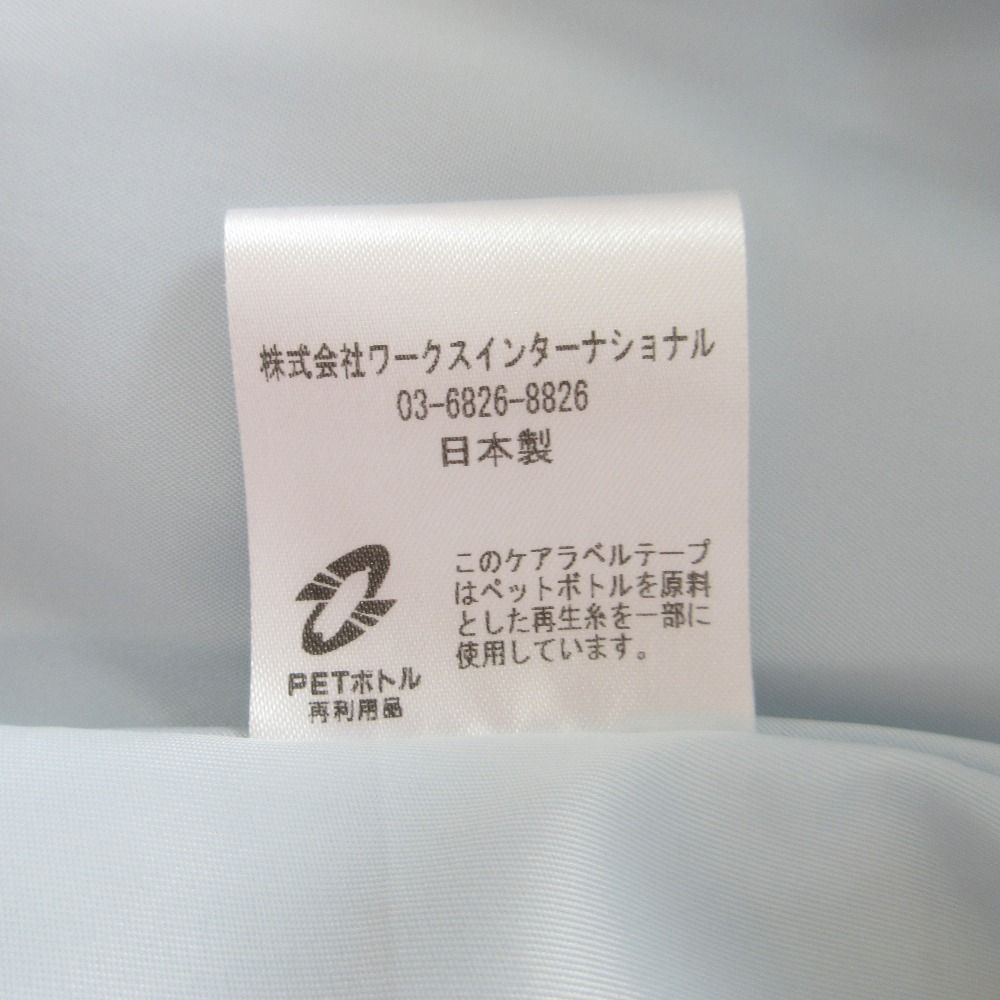 株式会社ワークスインターナショナル
03-6826-8826
日本製
このケアラベルテープ
はペットボトルを原料
とした再生糸を一部に
使用しています。
PETボトル
再利用品